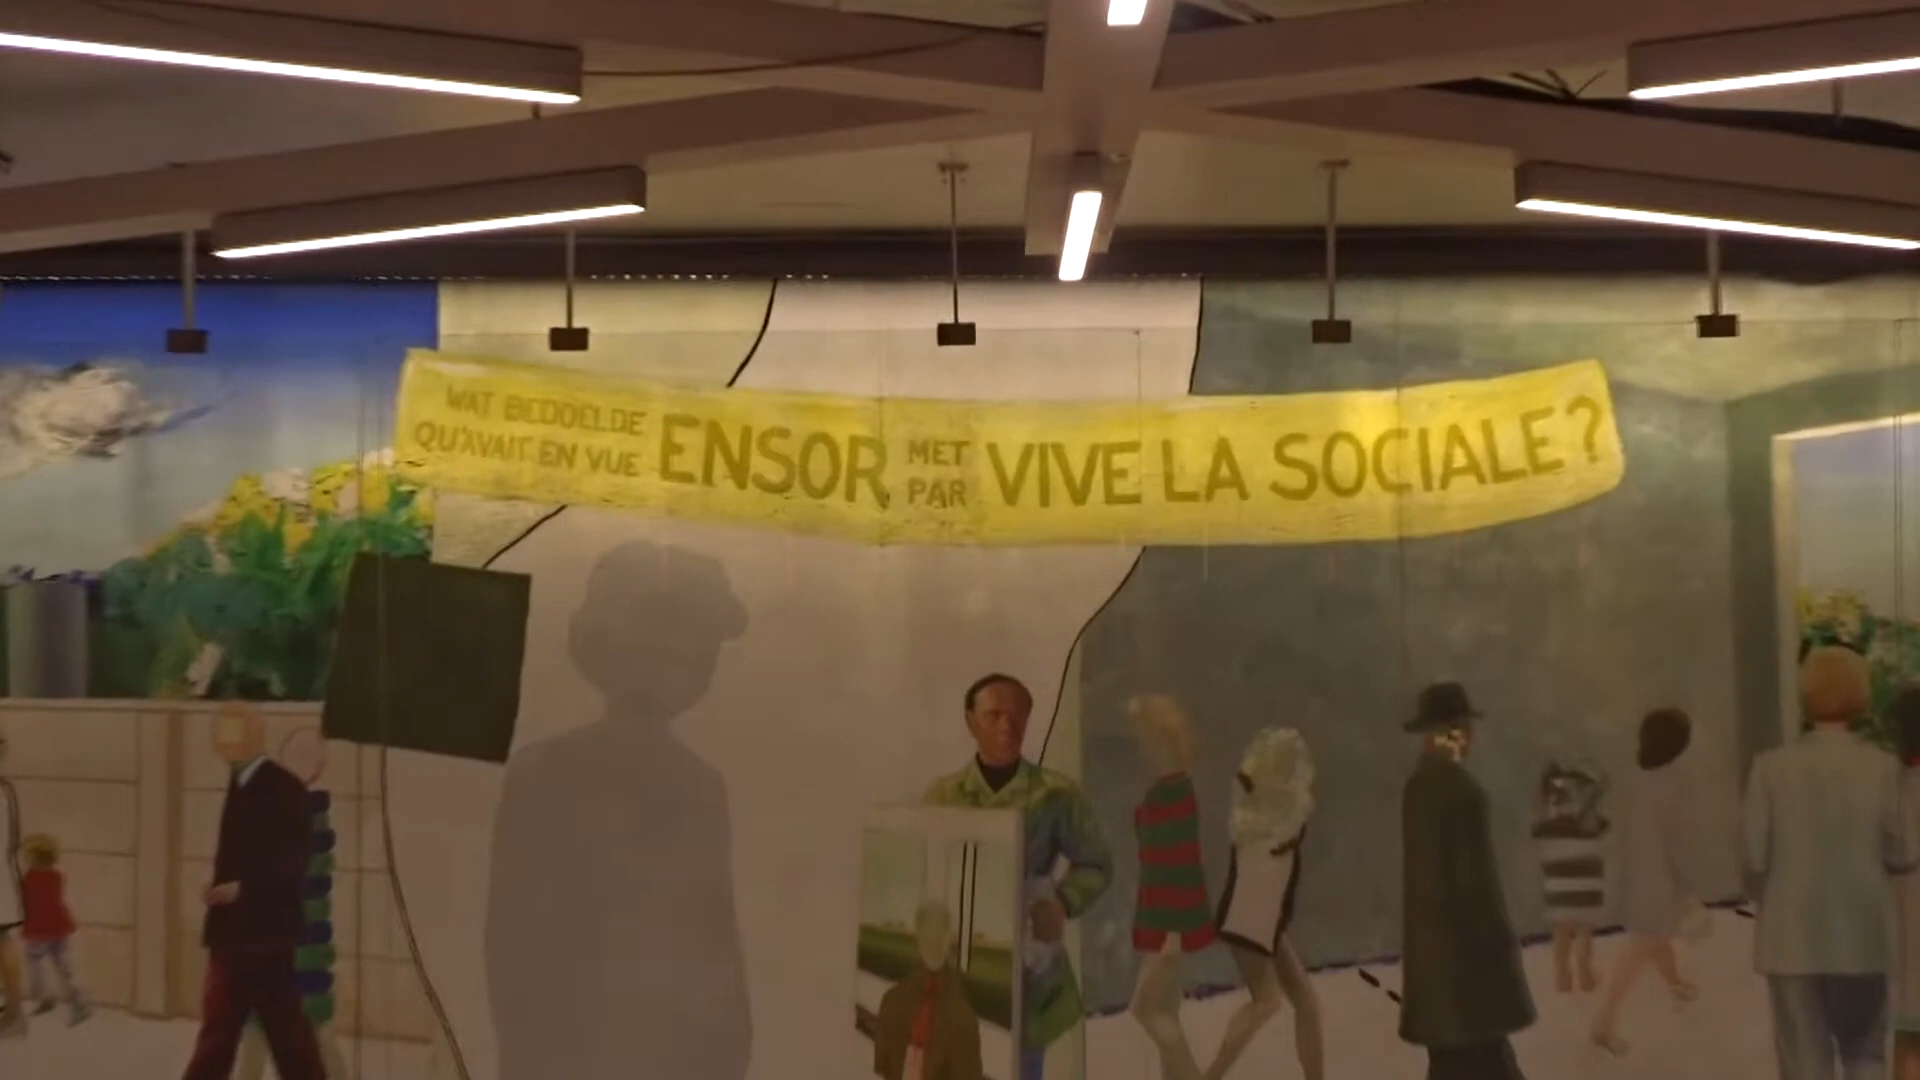 WAT BEDOELDE
QU'AVAIT EN VUE
ENSOR
MET
PAR
VIVE LA SOCIALE?